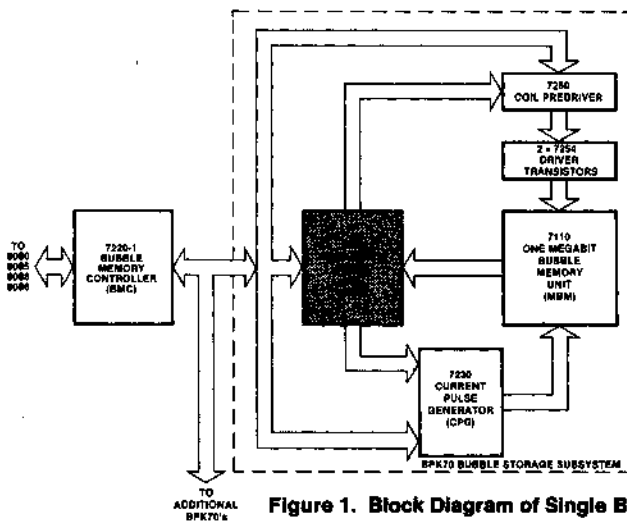 7250
COIL PREDRIVER
2 × 7254
DRIVER
TRANSISTORS
TO
8080
8085
8088
8086
7220-1
BUBBLE
MEMORY
CONTROLLER
(BMC)
7110
ONE MEGABIT
BUBBLE
MEMORY
UNIT
(MBM)
7230
CURRENT
PULSE
GENERATOR
(CPG)
BPK70 BUBBLE STORAGE SUBSYSTEM
TO
ADDITIONAL
BPK70's
Figure 1. Block Diagram of Single B